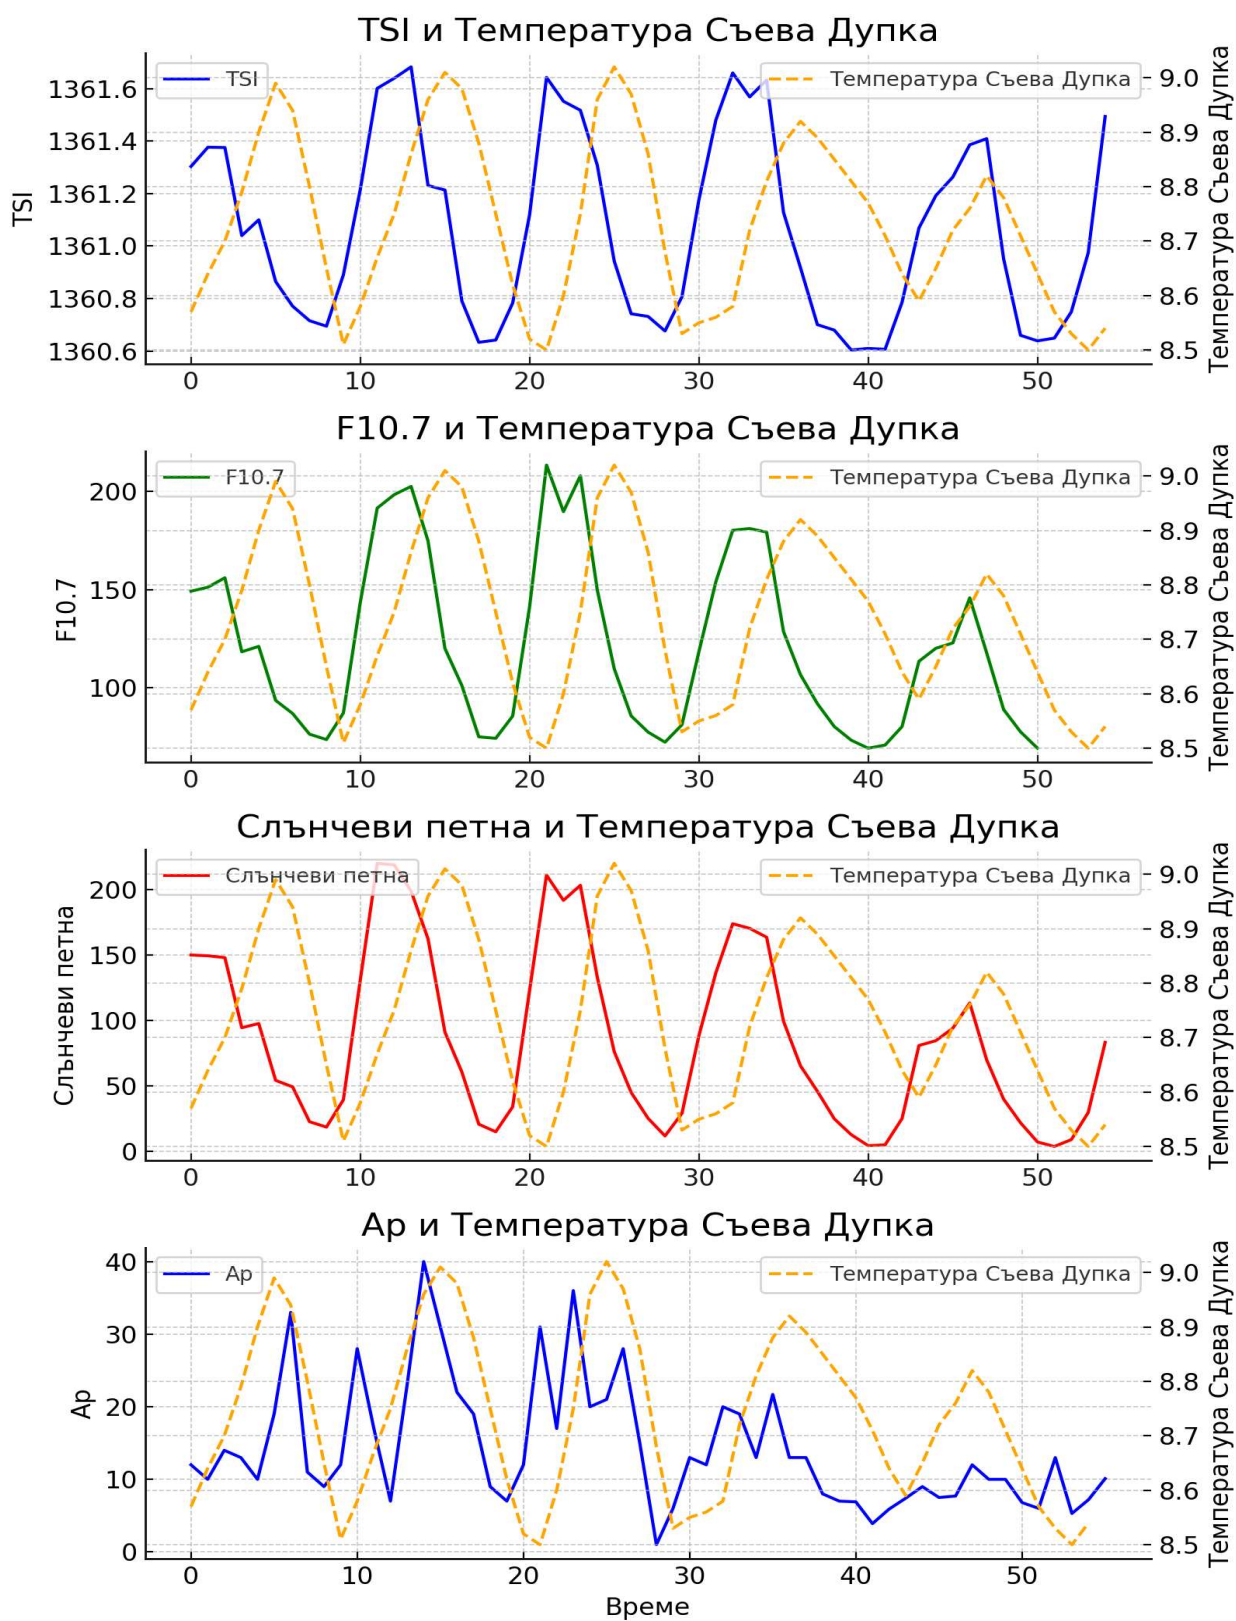 TSI и Температура Съева Дупка
TSI
Температура Съева Дупка
TSI
1361.6
1361.4
1361.2
1361.0
1360.8
1360.6
9.0
8.9
8.8
8.7
8.6
8.5
Температура Съева Дупка
0 10 20 30 40 50
F10.7 и Температура Съева Дупка
F10.7
Температура Съева Дупка
F10.7
200
150
100
9.0
8.9
8.8
8.7
8.6
8.5
Температура Съева Дупка
0 10 20 30 40 50
Слънчеви петна и Температура Съева Дупка
Слънчеви петна
Температура Съева Дупка
Слънчеви петна
200
150
100
50
0
9.0
8.9
8.8
8.7
8.6
8.5
Температура Съева Дупка
0 10 20 30 40 50
Ap и Температура Съева Дупка
Ap
Температура Съева Дупка
Ap
40
30
20
10
0
9.0
8.9
8.8
8.7
8.6
8.5
Температура Съева Дупка
0 10 20 30 40 50
Време